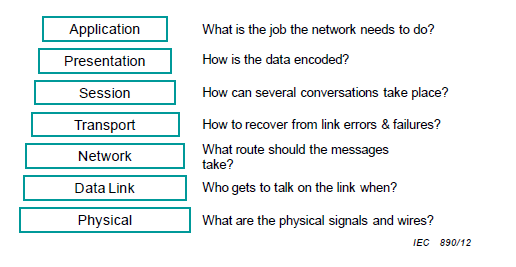 Application What is the job the network needs to do?
Presentation How is the data encoded?
Session How can several conversations take place?
Transport How to recover from link errors & failures?
Network What route should the messages
take?
Data Link Who gets to talk on the link when?
Physical What are the physical signals and wires?
IEC 890/12